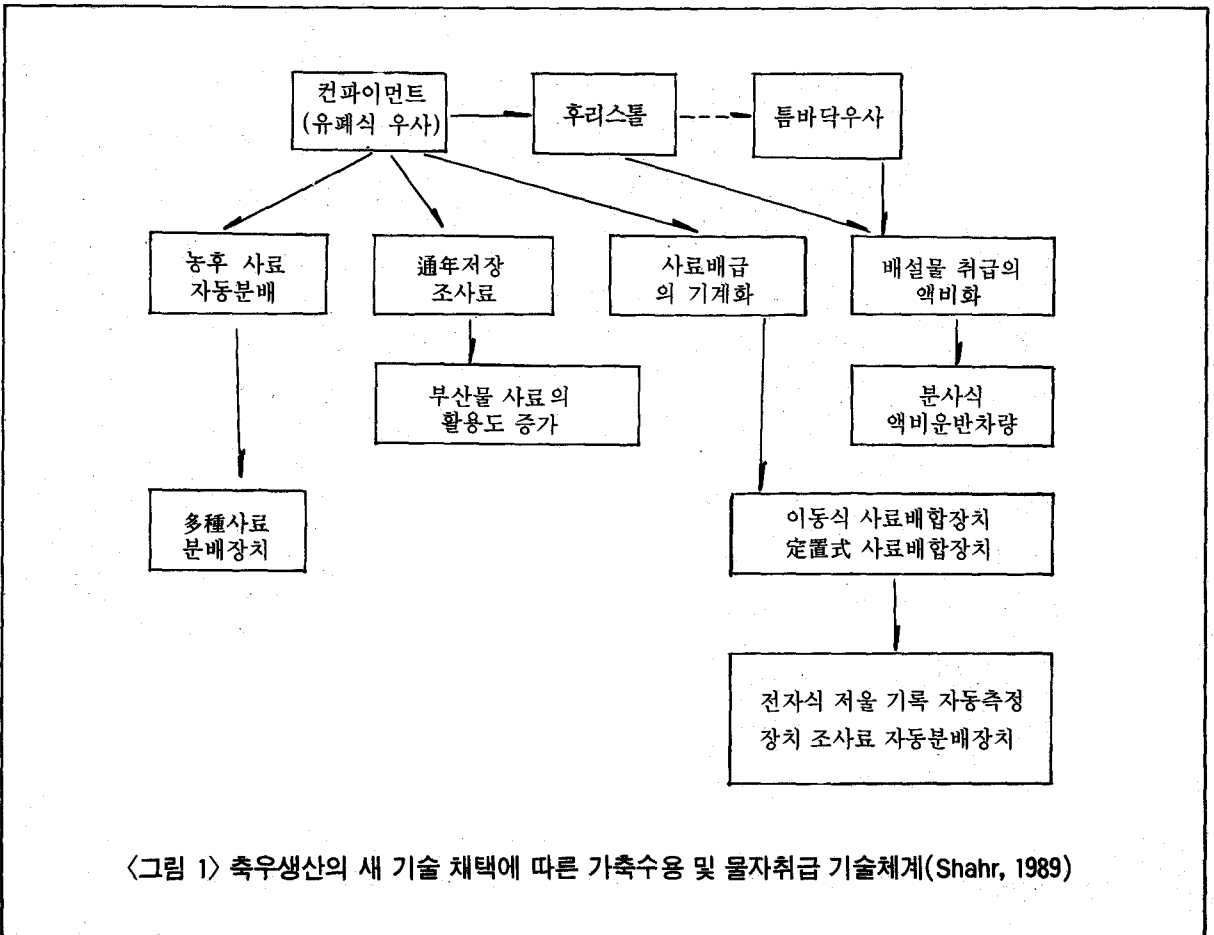 컨파이먼트
(유폐식 우사)
후리스톨
틈바닥우사
농후 사료
자동분배
通年저장
조사료
사료배급
의 기계화
배설물 취급의
액비화
부산물 사료의
활용도 증가
분사식
액비운반차량
多種사료
분배장치
이동식 사료배합장치
定置式 사료배합장치
전자식 저울 기록 자동측정
장치 조사료 자동분배장치
〈그림 1〉 축우생산의 새 기술 채택에 따른 가축수용 및 물자취급 기술체계(Shahr, 1989)